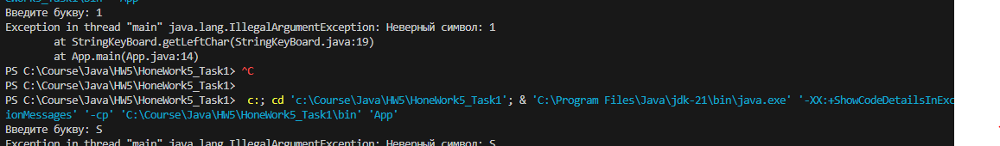 cWork5_Task1\bin' 'App'
Введите букву: 1
Exception in thread "main" java.lang.IllegalArgumentException: Неверный символ: 1
at StringKeyBoard.getLeftChar(StringKeyBoard.java:19)
at App.main(App.java:14)
PS C:\Course\Java\HW5\HoneWork5_Task1> ^C
PS C:\Course\Java\HW5\HoneWork5_Task1>
PS C:\Course\Java\HW5\HoneWork5_Task1>  c:; cd 'c:\Course\Java\HW5\HoneWork5_Task1'; & 'C:\Program Files\Java\jdk-21\bin\java.exe' '-XX:+ShowCodeDetailsInExc
ionMessages' '-cp' 'C:\Course\Java\HW5\HoneWork5_Task1\bin' 'App'
Введите букву: S
Exception in thread "main" java.lang.IllegalArgumentException: Неверный символ: S